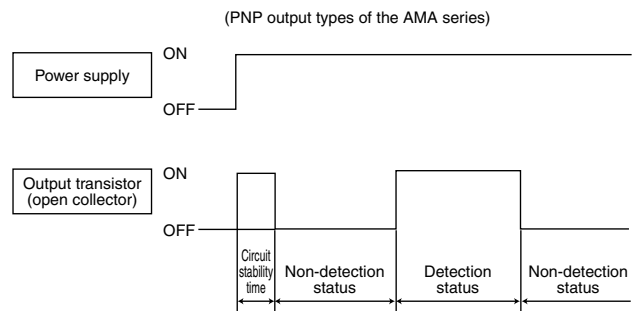 (PNP output types of the AMA series)
Power supply
ON
OFF
Output transistor
(open collector)
ON
OFF
Circuit
stability
time
Non-detection
status
Detection
status
Non-detection
status